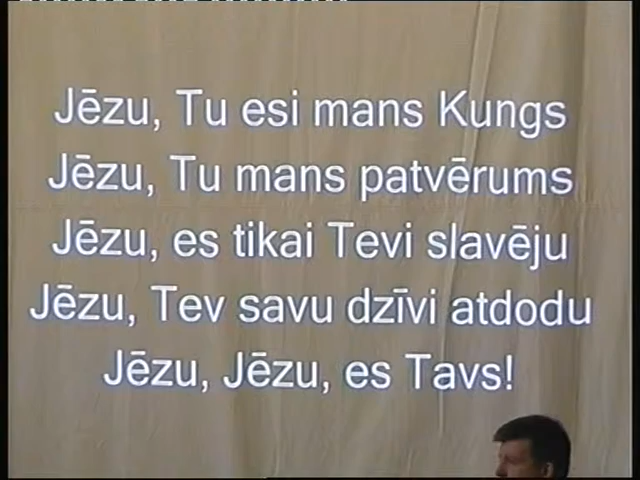 Jēzu, Tu esi mans Kungs
Jēzu, Tu mans patvērums
Jēzu, es tikai Tevi slavēju
Jēzu, Tev savu dzīvi atdodu
Jēzu, Jēzu, es Tavs!